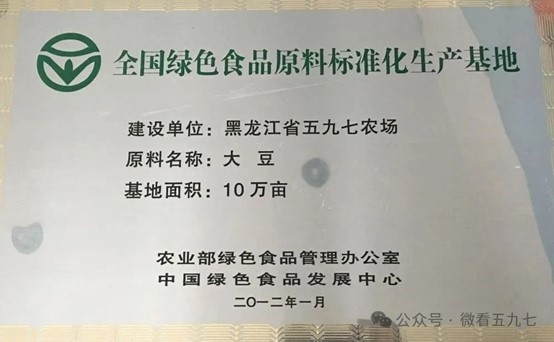 全国绿色食品原料标准化生产基地
建设单位：黑龙江省五九七农场
原料名称：大 豆
基地面积：10万亩
农业部绿色食品管理办公室
中国绿色食品发展中心
二〇一二年一月
公众号·微看五九七